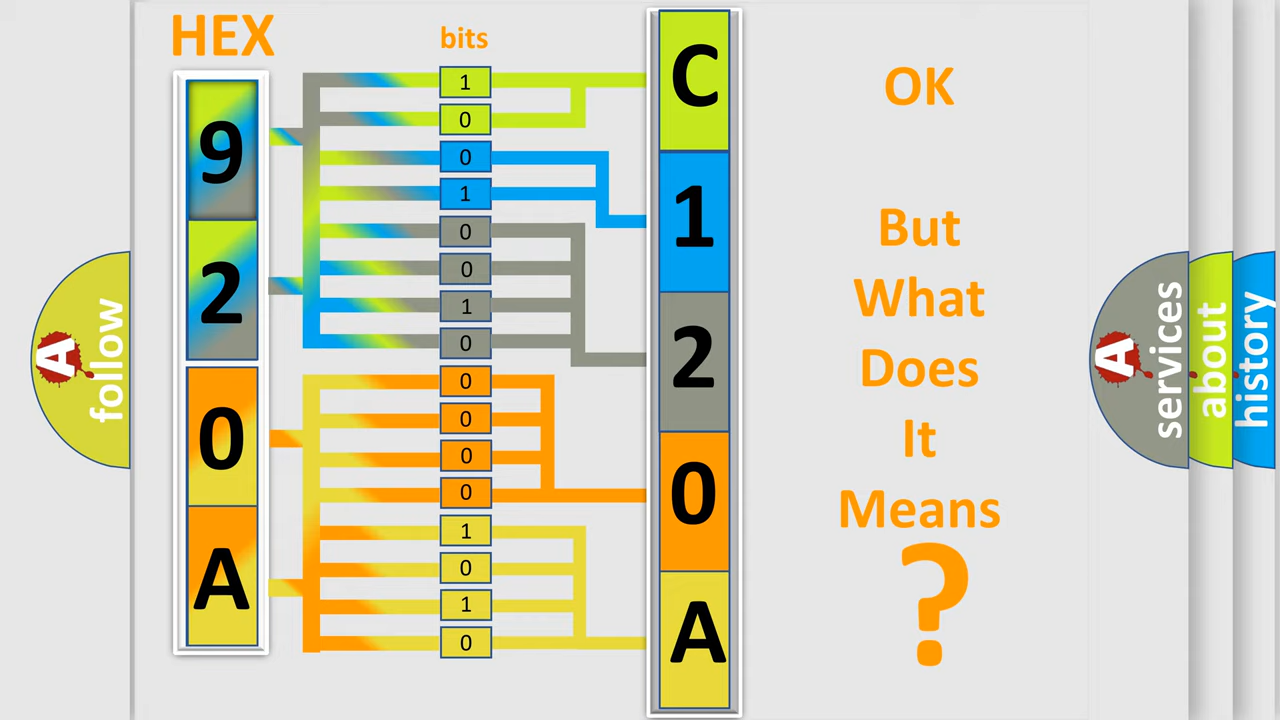 HEX
bits
9
2
0
A
1
0
0
1
0
0
1
0
0
0
0
0
1
0
1
0
C
1
2
0
A
OK
But
What
Does
It
Means
?
A
follow
A
services
about
history